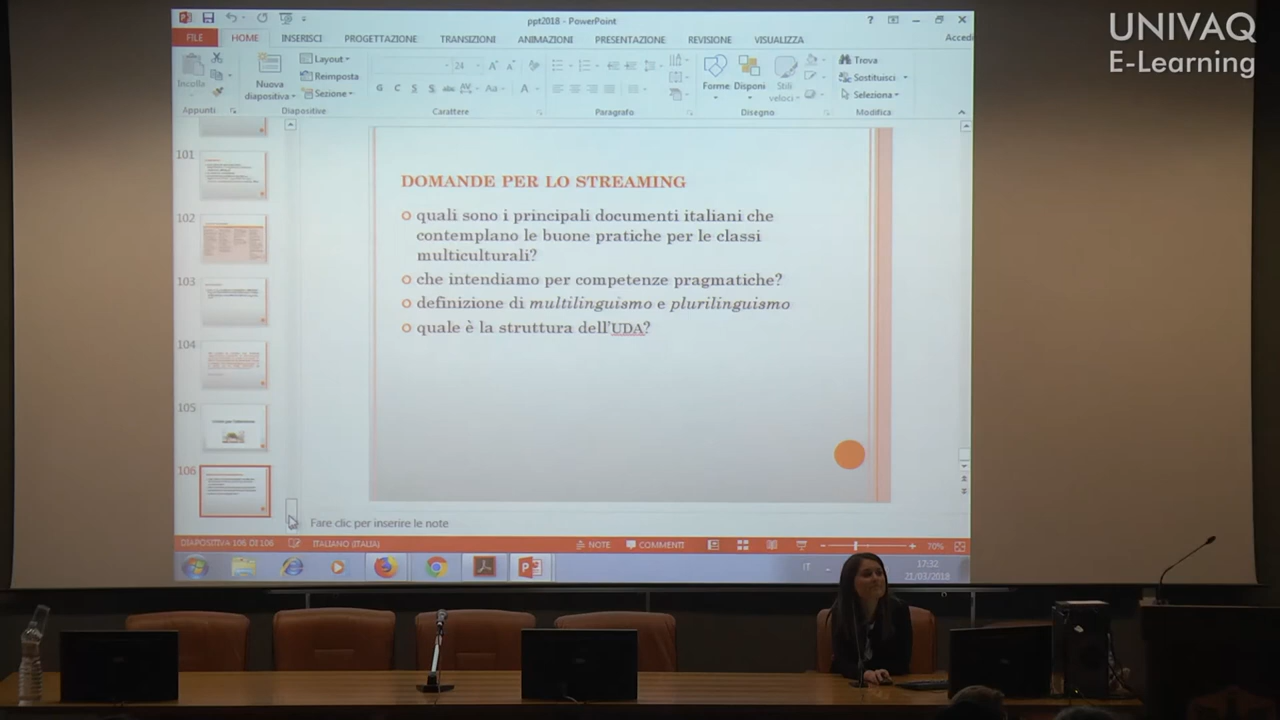 ppt2018 - PowerPoint
UNIVAQ
E-Learning
FILE HOME INSERISCI PROGETTAZIONE TRANSIZIONI ANIMAZIONI PRESENTAZIONE REVISIONE VISUALIZZA Accedi
Incolla
Nuova
diapositiva
Layout
Reimposta
Sezione
24
G C S S abc AV Aa A
Forme Disponi Stili
veloci
Trova
Sostituisci
Seleziona
Appunti Diapositive Carattere Paragrafo Disegno Modifica
101
102
103
104
105
106
DOMANDE PER LO STREAMING
quali sono i principali documenti italiani che
contemplano le buone pratiche per le classi
multiculturali?
che intendiamo per competenze pragmatiche?
definizione di multilinguismo e plurilinguismo
quale è la struttura dell'UDA?
Fare clic per inserire le note
DIAPOSITIVA 106 DI 106 ITALIANO (ITALIA) NOTE COMMENTI 70%
IT 17:32
21/03/2018